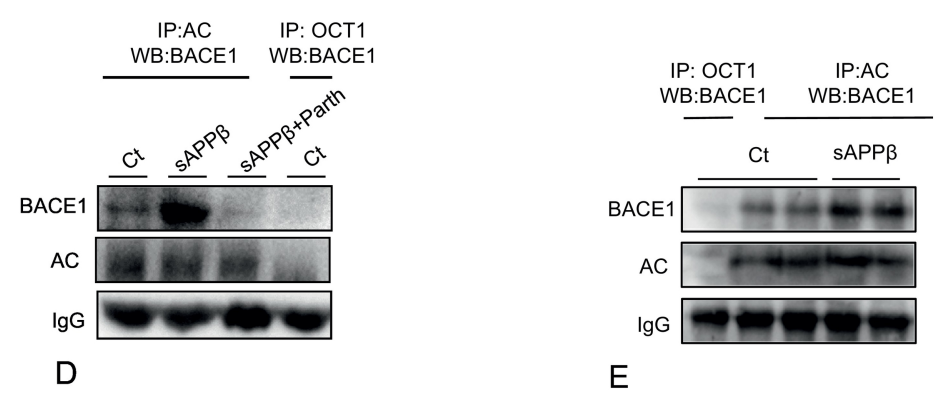 IP:AC
WB:BACE1
IP: OCT1
WB:BACE1
Ct
sAPPβ
sAPPβ+Parth
Ct
BACE1
AC
IgG
D
IP: OCT1
WB:BACE1
IP:AC
WB:BACE1
Ct
sAPPβ
BACE1
AC
IgG
E